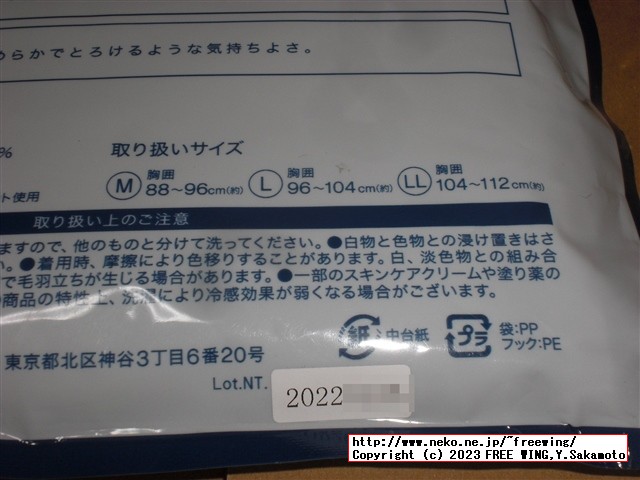 めらかでとろけるような気持ちよさ。
%
取り扱いサイズ
ト使用
M 胸囲 88〜96cm(約) L 胸囲 96〜104cm(約) LL 胸囲 104〜112cm(約)
取り扱い上のご注意
ますので、他のものと分けて洗ってください。●白物と色物との浸け置きはさ
い。●着用時、摩擦により色移りすることがあります。白、淡色物との組み合
で毛羽立ちが生じる場合があります。●一部のスキンケアクリームや塗り薬の
の商品の特性上、洗濯により冷感効果が弱くなる場合がございます。
紙 中台紙
プラ 袋:PP
フック:PE
東京都北区神谷3丁目6番20号
Lot.NT.
2022
http://www.neko.ne.jp/~freewing/
Copyright (c) 2023 FREE WING,Y.Sakamoto